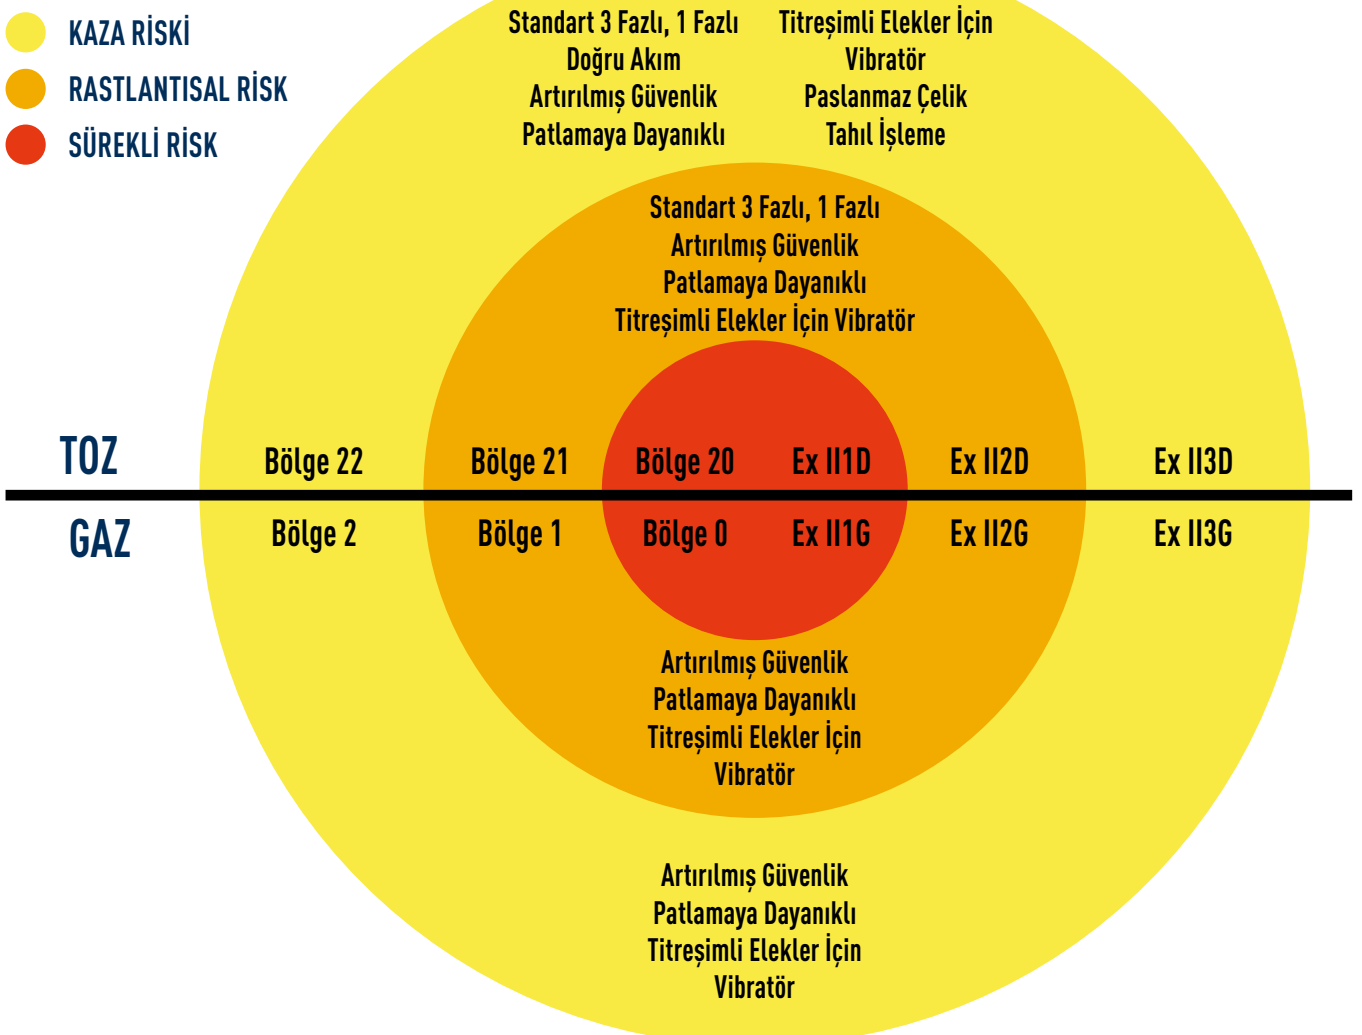 KAZA RİSKİ
RASTLANTISAL RİSK
SÜREKLİ RİSK
Standart 3 Fazlı, 1 Fazlı
Doğru Akım
Artırılmış Güvenlik
Patlamaya Dayanıklı
Titreşimli Elekler İçin
Vibratör
Paslanmaz Çelik
Tahıl İşleme
Standart 3 Fazlı, 1 Fazlı
Artırılmış Güvenlik
Patlamaya Dayanıklı
Titreşimli Elekler İçin Vibratör
TOZ Bölge 22 Bölge 21 Bölge 20 Ex II1D Ex II2D Ex II3D
GAZ Bölge 2 Bölge 1 Bölge 0 Ex II1G Ex II2G Ex II3G
Artırılmış Güvenlik
Patlamaya Dayanıklı
Titreşimli Elekler İçin
Vibratör
Artırılmış Güvenlik
Patlamaya Dayanıklı
Titreşimli Elekler İçin
Vibratör